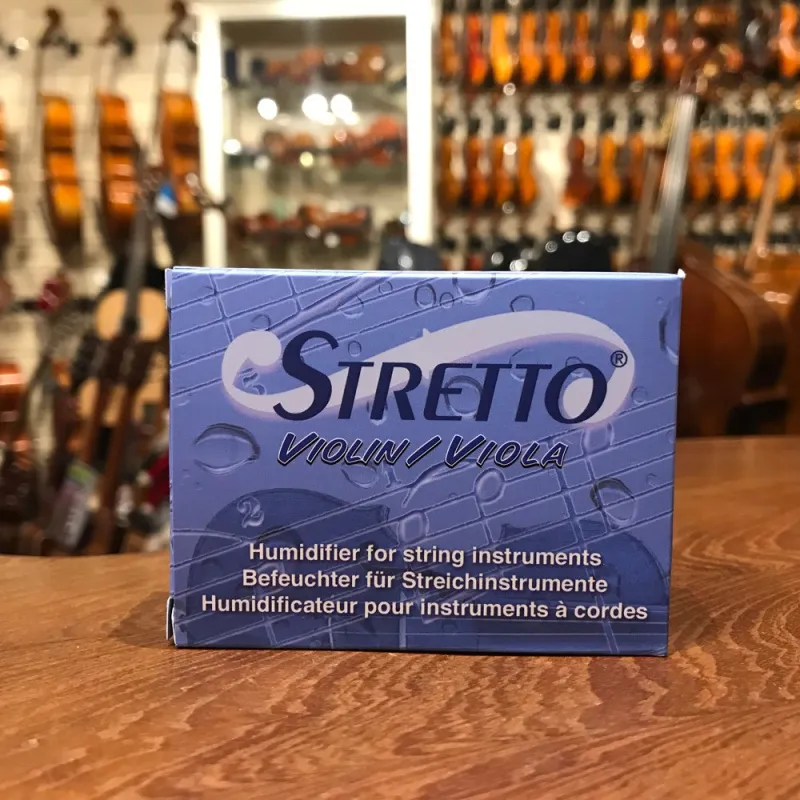 STRETTO®
VIOLIN/VIOLA
Humidifier for string instruments
Befeuchter für Streichinstrumente
Humidificateur pour instruments à cordes